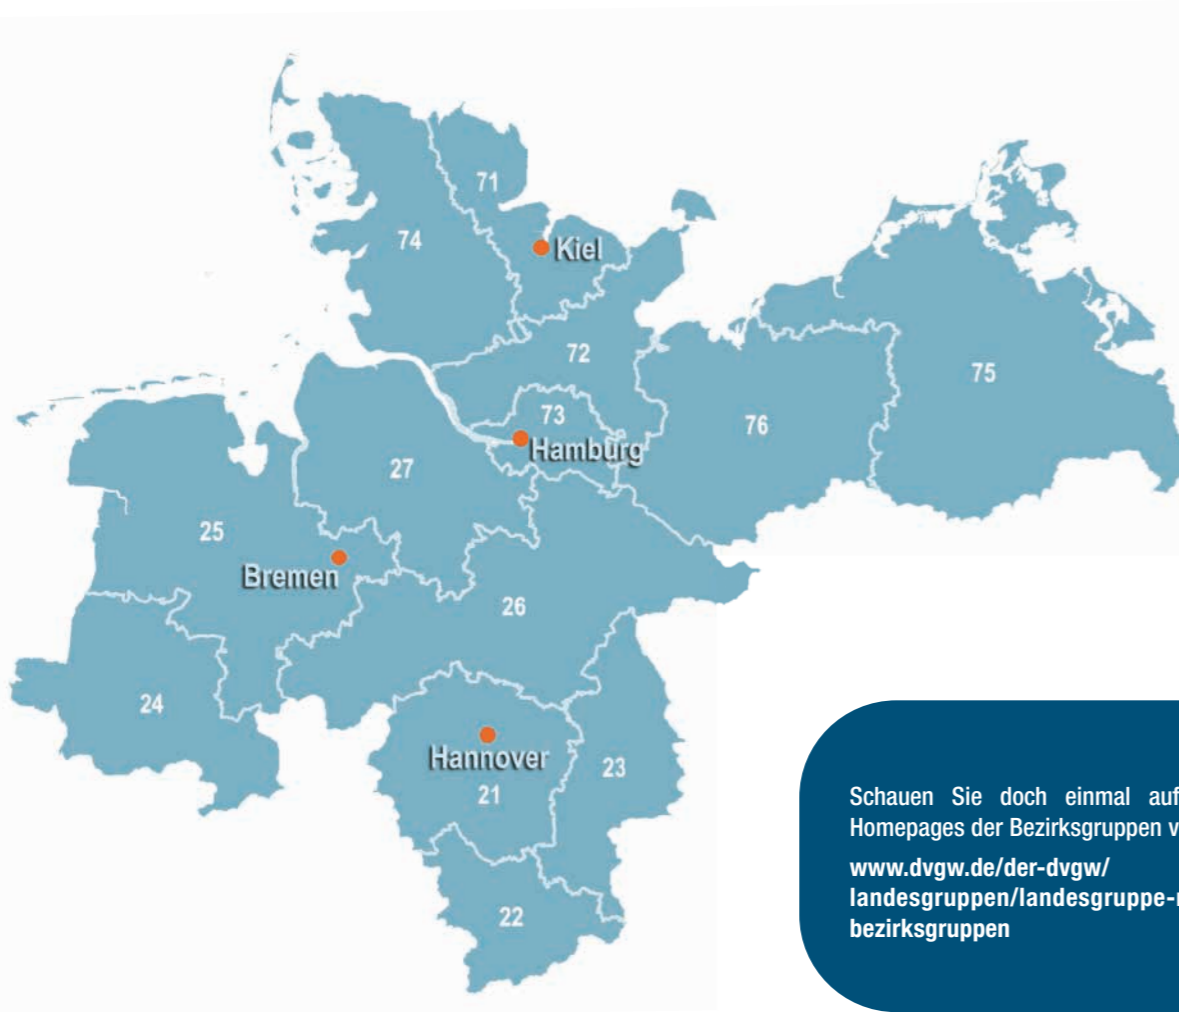 71
74
Kiel
72
75
73
76
Hamburg
27
25
Bremen
26
24
Hannover
23
21
22
Schauen Sie doch einmal auf
Homepages der Bezirksgruppen v
www.dvgw.de/der-dvgw/
landesgruppen/landesgruppe-
bezirksgruppen